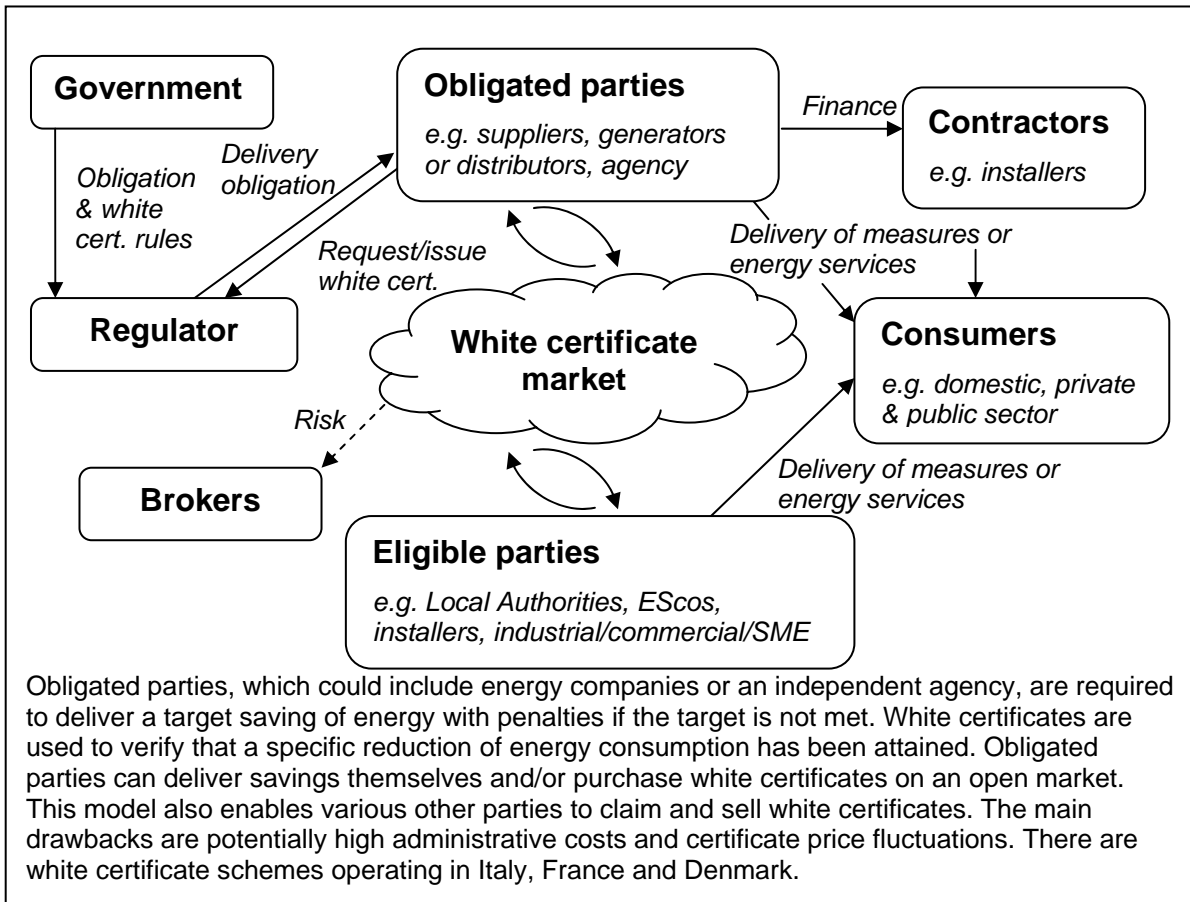 Government
Obligation
& white
cert. rules
Regulator
Delivery
obligation
Request/issue
white cert.
Obligated parties
e.g. suppliers, generators
or distributors, agency
Finance
Contractors
e.g. installers
Delivery of measures or
energy services
Consumers
e.g. domestic, private
& public sector
White certificate
market
Risk
Brokers
Delivery of measures or
energy services
Eligible parties
e.g. Local Authorities, EScos,
installers, industrial/commercial/SME
Obligated parties, which could include energy companies or an independent agency, are required
to deliver a target saving of energy with penalties if the target is not met. White certificates are
used to verify that a specific reduction of energy consumption has been attained. Obligated
parties can deliver savings themselves and/or purchase white certificates on an open market.
This model also enables various other parties to claim and sell white certificates. The main
drawbacks are potentially high administrative costs and certificate price fluctuations. There are
white certificate schemes operating in Italy, France and Denmark.